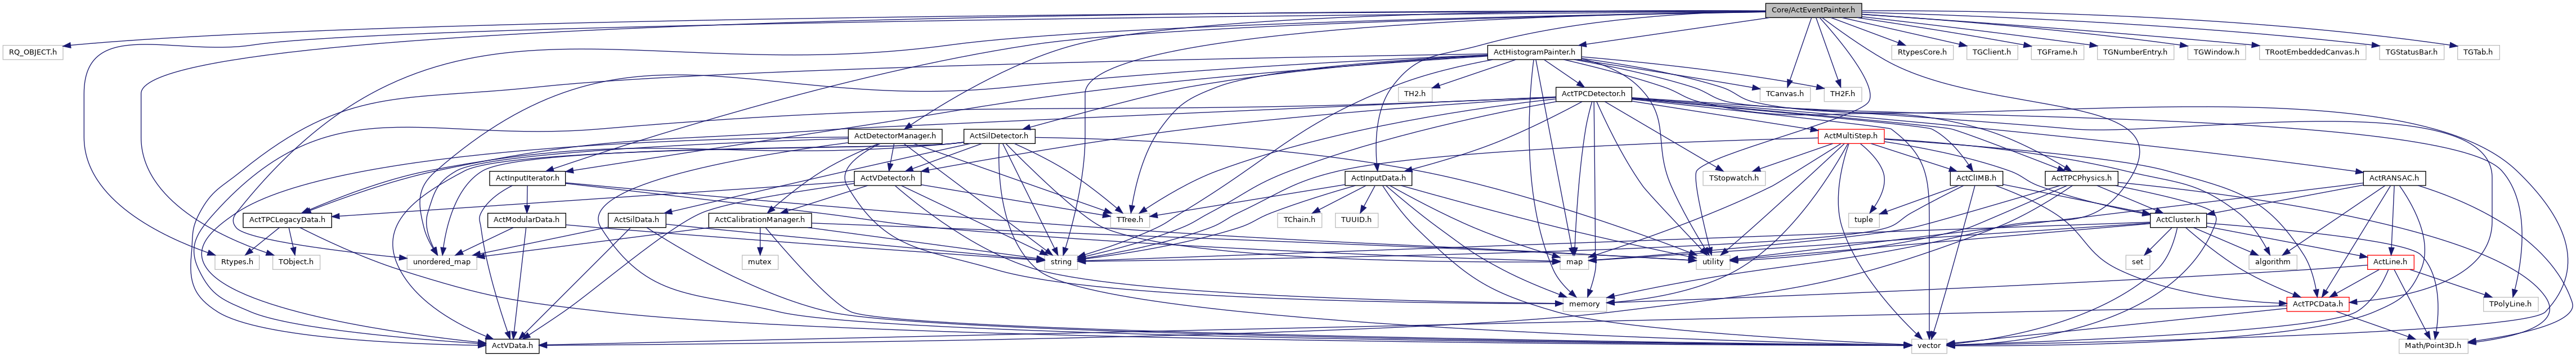 Core/ActEventPainter.h
RQ_OBJECT.h
ActHistogramPainter.h
RtypesCore.h
TGClient.h
TGFrame.h
TGNumberEntry.h
TGWindow.h
TRootEmbeddedCanvas.h
TGStatusBar.h
TGTab.h
TH2.h
ActTPCDetector.h
TCanvas.h
TH2F.h
ActDetectorManager.h
ActSilDetector.h
ActMultiStep.h
ActInputIterator.h
ActVDetector.h
ActInputData.h
TStopwatch.h
ActClIMB.h
ActTPCPhysics.h
ActRANSAC.h
ActTPCLegacyData.h
ActModularData.h
ActSilData.h
ActCalibrationManager.h
TTree.h
TChain.h
TUUID.h
tuple
ActCluster.h
Rtypes.h
TObject.h
unordered_map
mutex
string
map
utility
set
algorithm
ActLine.h
memory
ActTPCData.h
TPolyLine.h
ActVData.h
vector
Math/Point3D.h